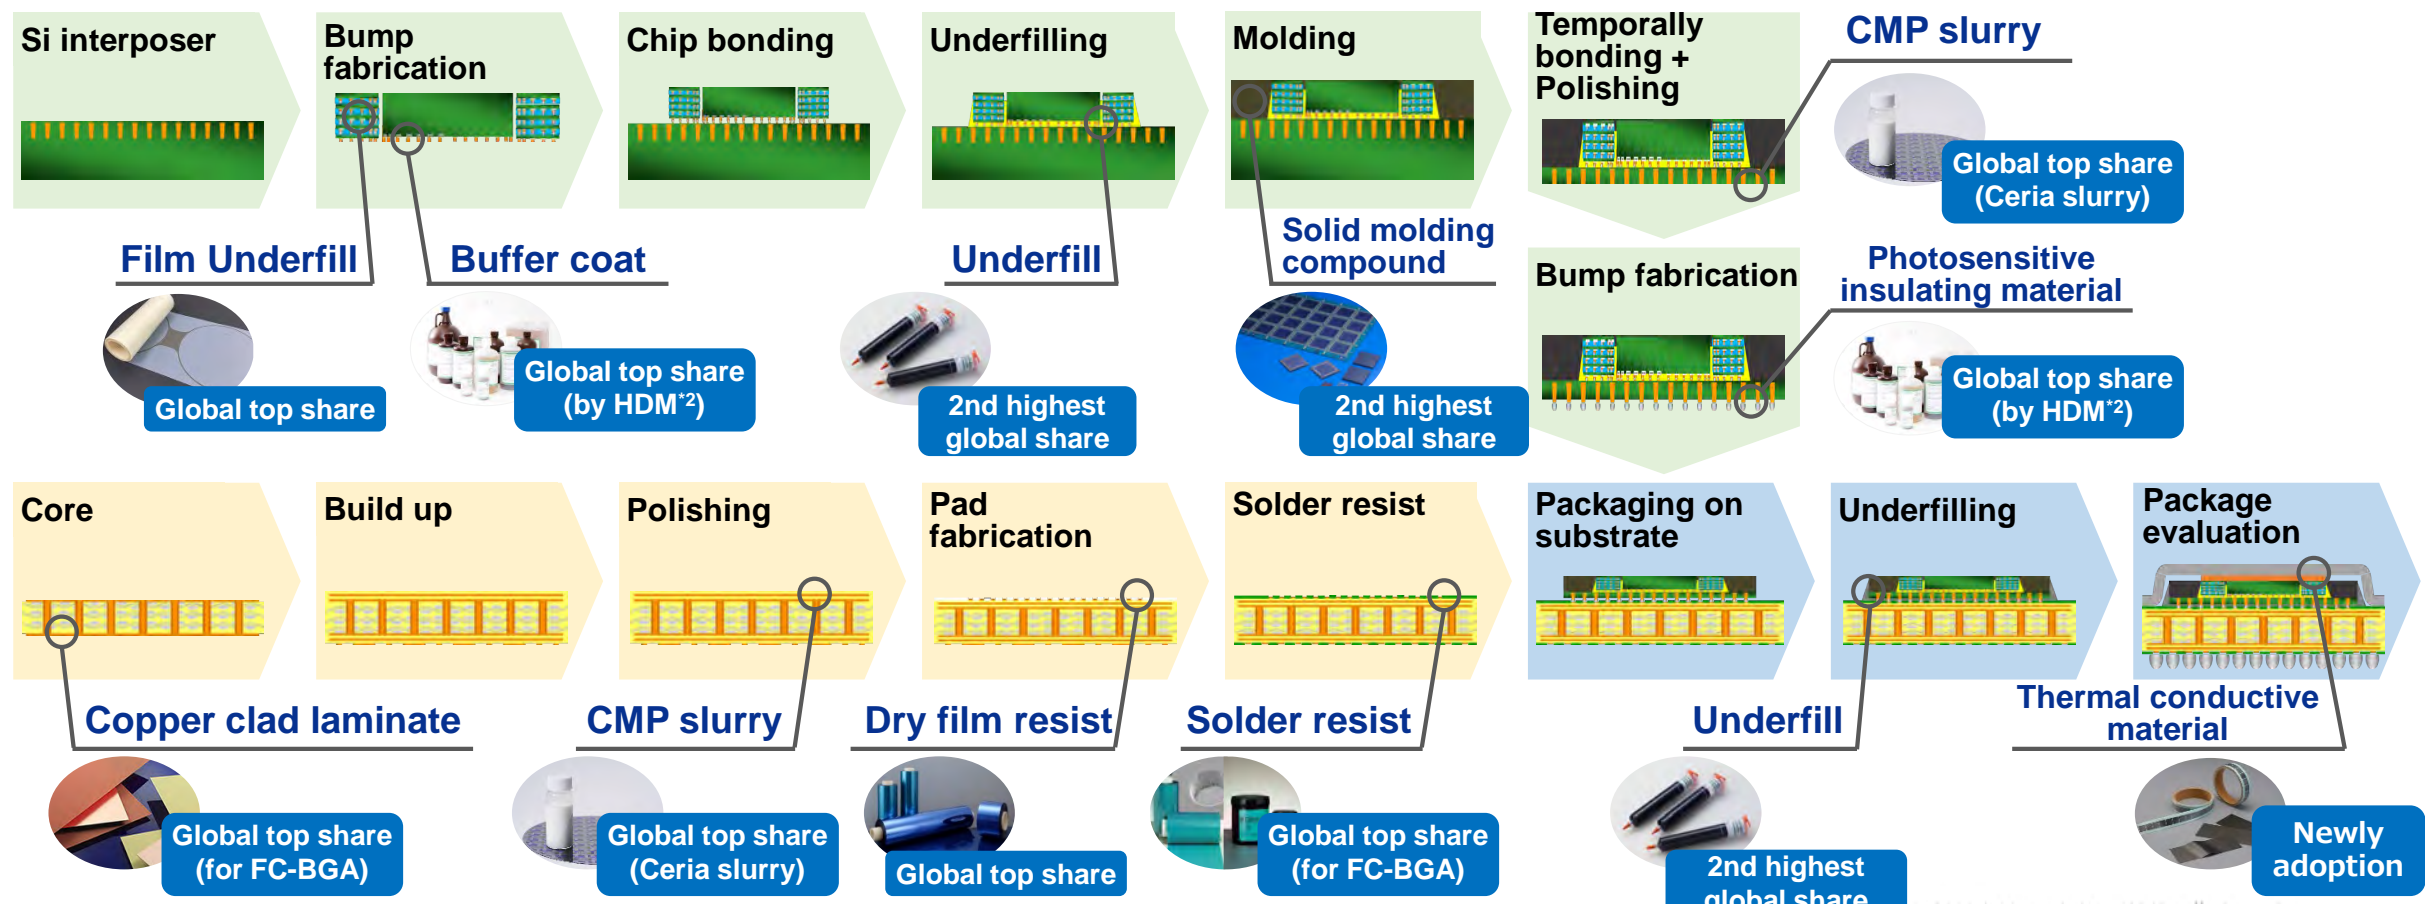 Si interposer
Bump
fabrication
Chip bonding
Underfilling
Molding
Temporally
bonding +
Polishing
CMP slurry
Global top share
(Ceria slurry)
Film Underfill
Global top share
Buffer coat
Global top share
(by HDM*2)
Underfill
2nd highest
global share
Solid molding
compound
2nd highest
global share
Bump fabrication
Photosensitive
insulating material
Global top share
(by HDM*2)
Core
Build up
Polishing
Pad
fabrication
Solder resist
Packaging on
substrate
Underfilling
Package
evaluation
Copper clad laminate
Global top share
(for FC-BGA)
CMP slurry
Global top share
(Ceria slurry)
Dry film resist
Global top share
Solder resist
Global top share
(for FC-BGA)
Underfill
2nd highest
global share
Thermal conductive
material
Newly
adoption